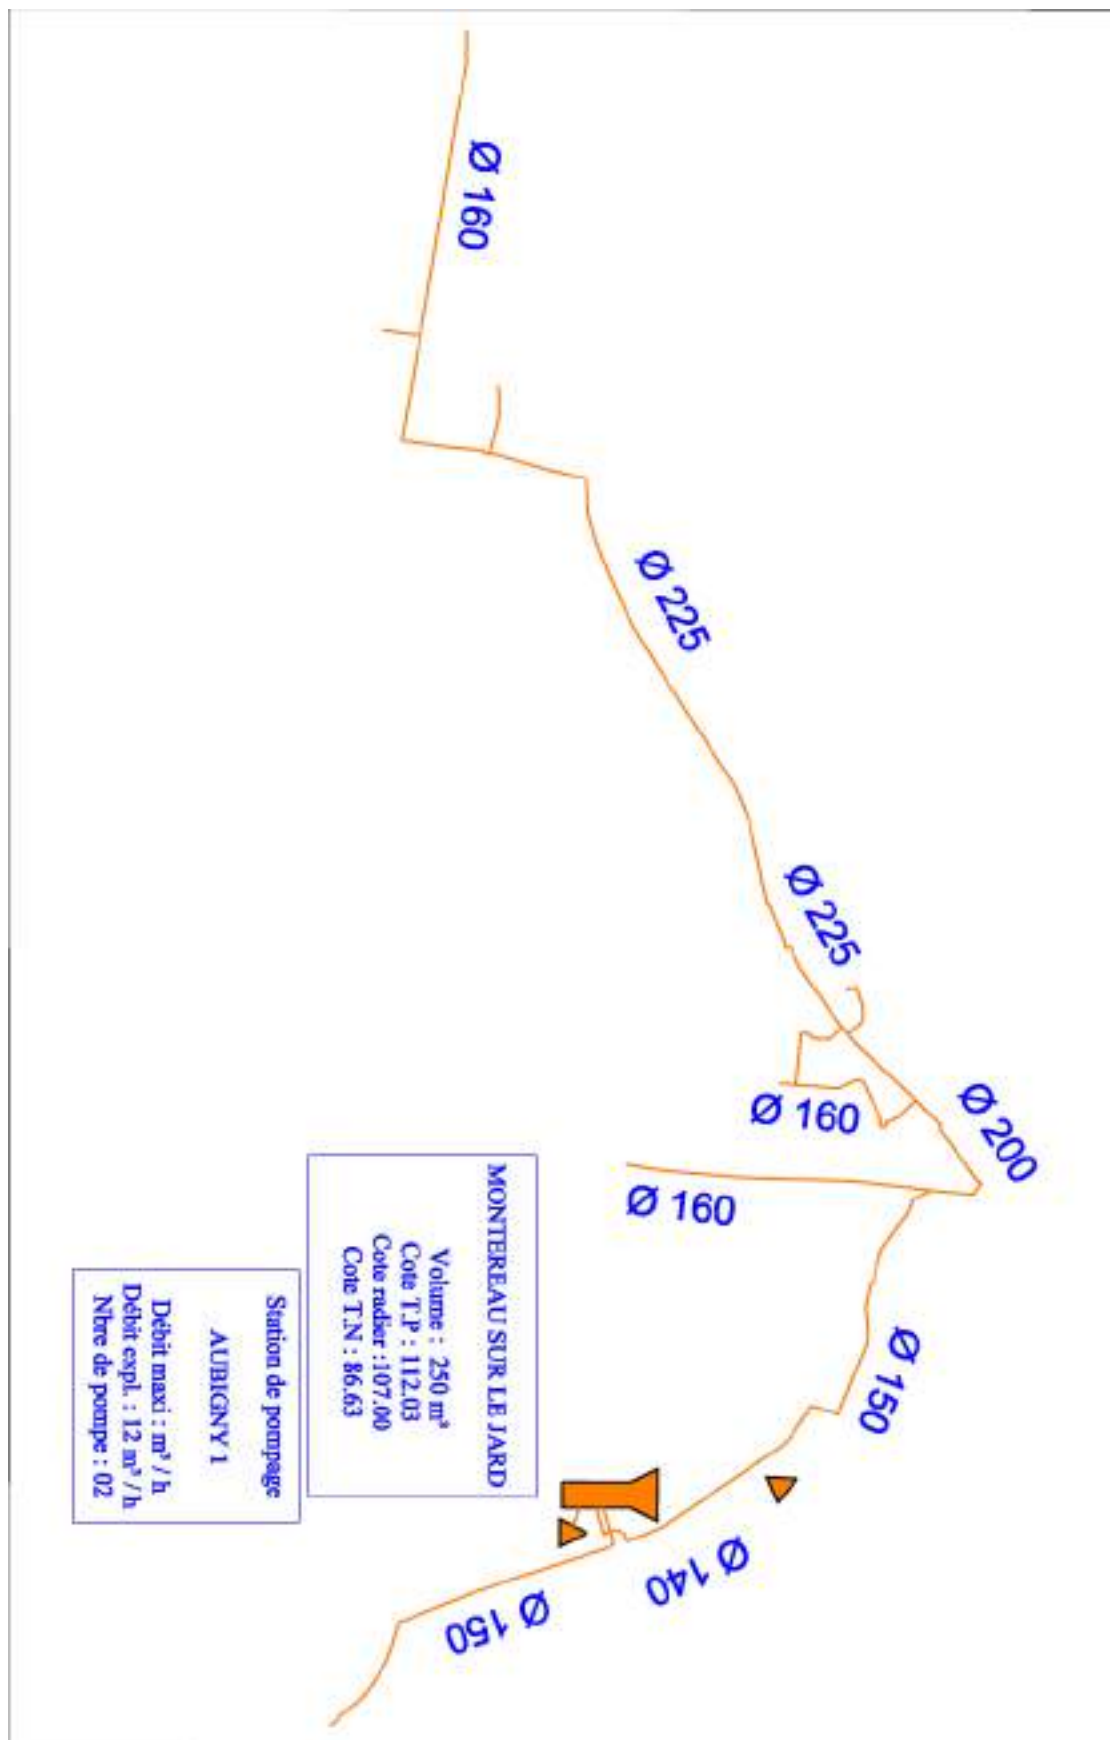 Ø 160
Ø 225
Ø 225
Ø 160
Ø 200
Ø 160
Ø 150
Ø 140
Ø 150
MONTEREAU SUR LE JARD
Volume : 250 m³
Cote T.P : 112.03
Cote radier :107.00
Cote T.N : 86.63
Station de pompage
AUBIGNY 1
Débit maxi : m³ / h
Débit expl. : 12 m³ / h
Nbre de pompe : 02